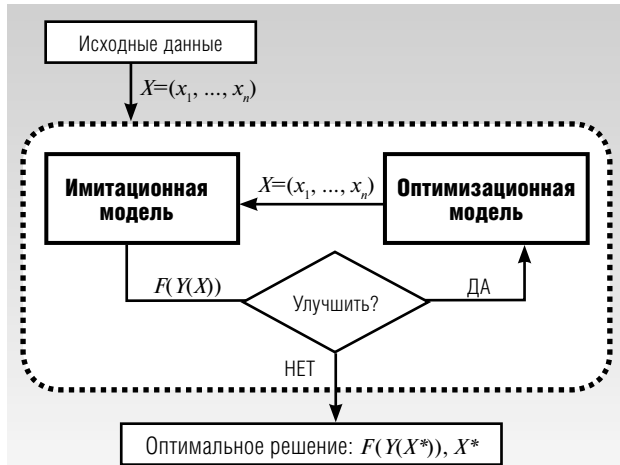 Исходные данные
X=(x₁, ..., xₙ)
Имитационная
модель
X=(x₁, ..., xₙ)
Оптимизационная
модель
F(Y(X))
Улучшить?
ДА
НЕТ
Оптимальное решение: F(Y(X*)), X*